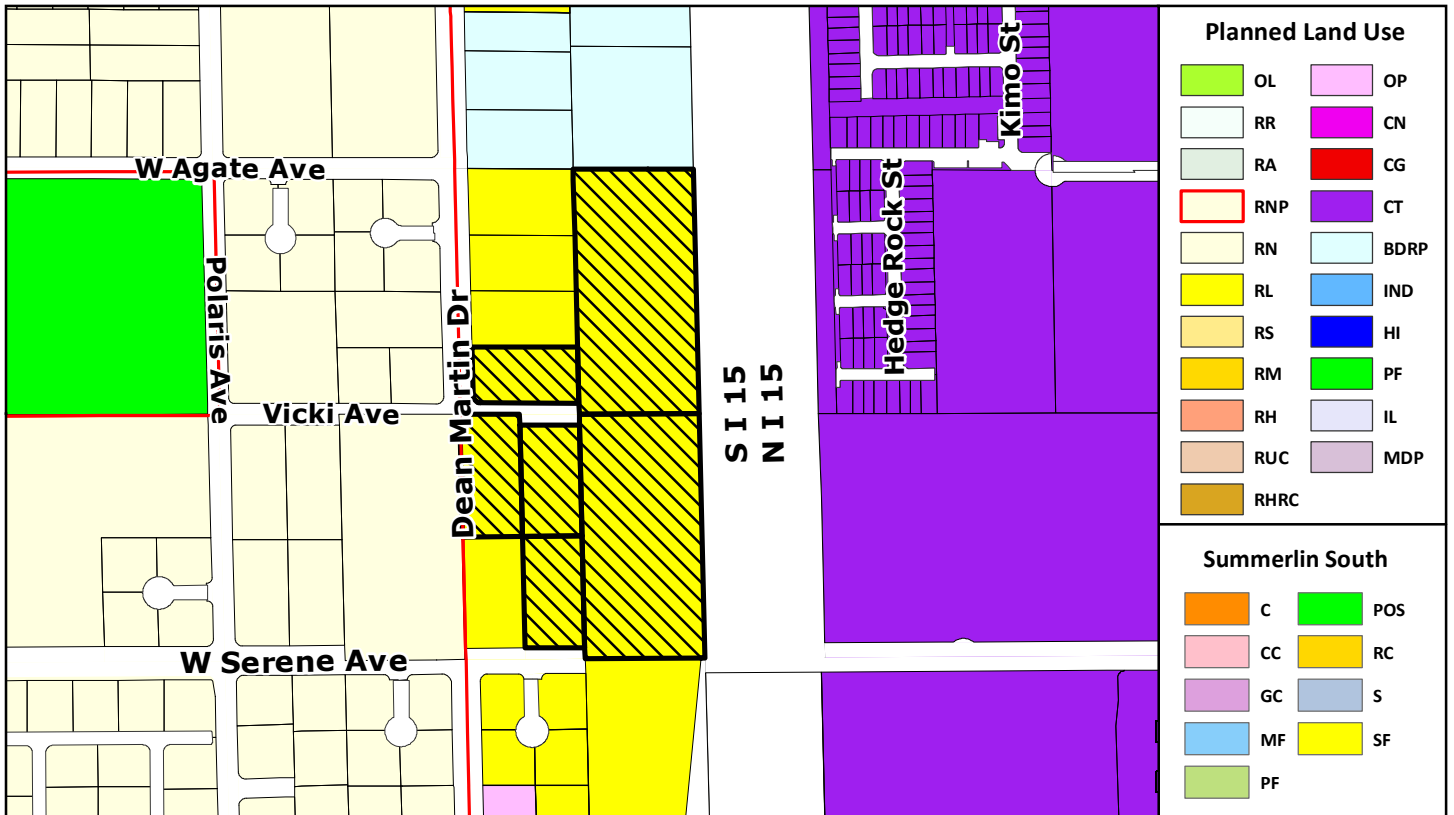 Kimo St
W Agate Ave
Hedge Rock St
Polaris Ave
Dean Martin Dr
Vicki Ave
S I 15
N I 15
W Serene Ave
Planned Land Use
OL OP
RR CN
RA CG
RNP CT
RN BDRP
RL IND
RS HI
RM PF
RH IL
RUC MDP
RHRC
Summerlin South
C POS
CC RC
GC S
MF SF
PF